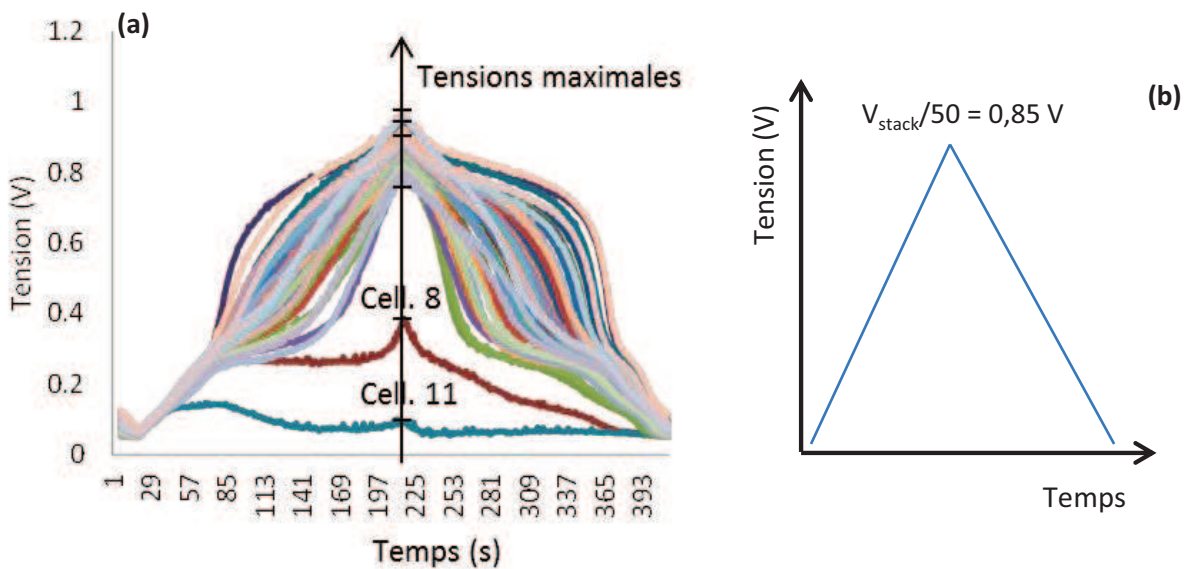 (a)
1.2
Tensions maximales
1
0.8
0.6
Cell. 8
0.4
Cell. 11
0.2
0
Tension (V)
1 29 57 85 113 141 169 197 225 253 281 309 337 365 393
Temps (s)
(b)
V_stack/50 = 0,85 V
Tension (V)
Temps